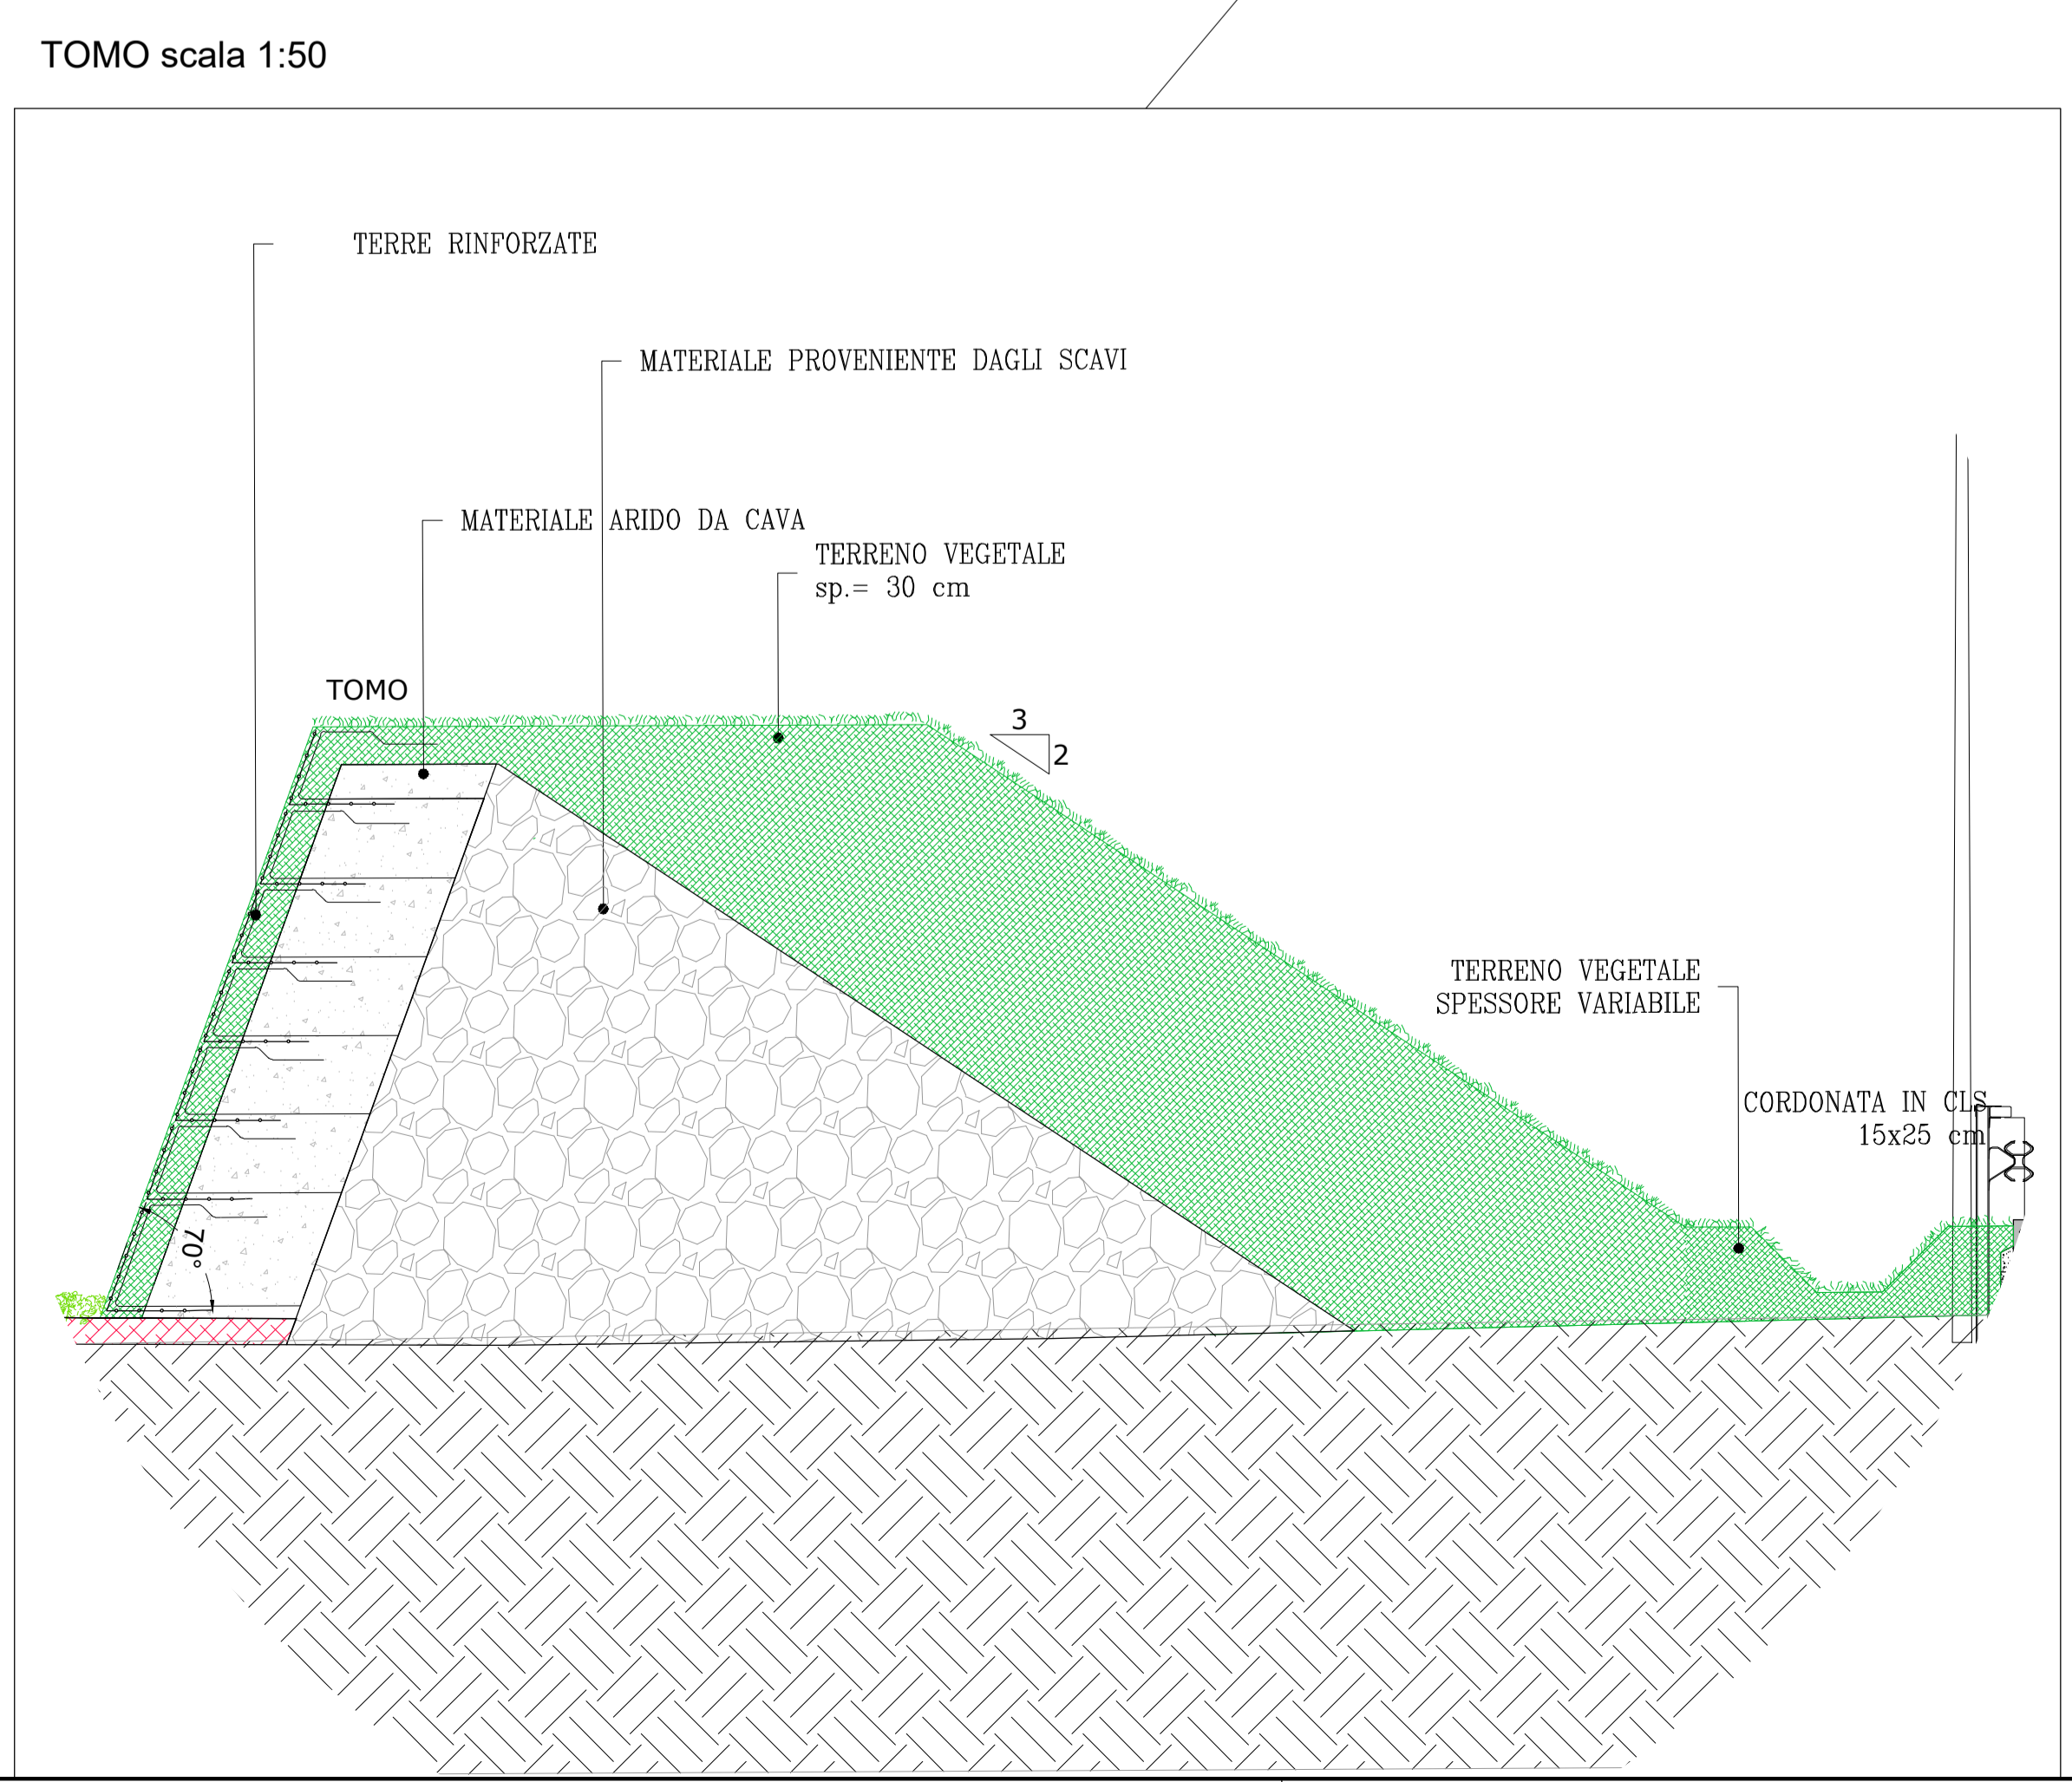 TOMO scala 1:50
TERRE RINFORZATE
MATERIALE PROVENIENTE DAGLI SCAVI
MATERIALE ARIDO DA CAVA
TERRENO VEGETALE
sp.= 30 cm
TOMO
3
2
TERRENO VEGETALE
SPESSORE VARIABILE
CORDONATA IN CLS
15x25 cm
70°